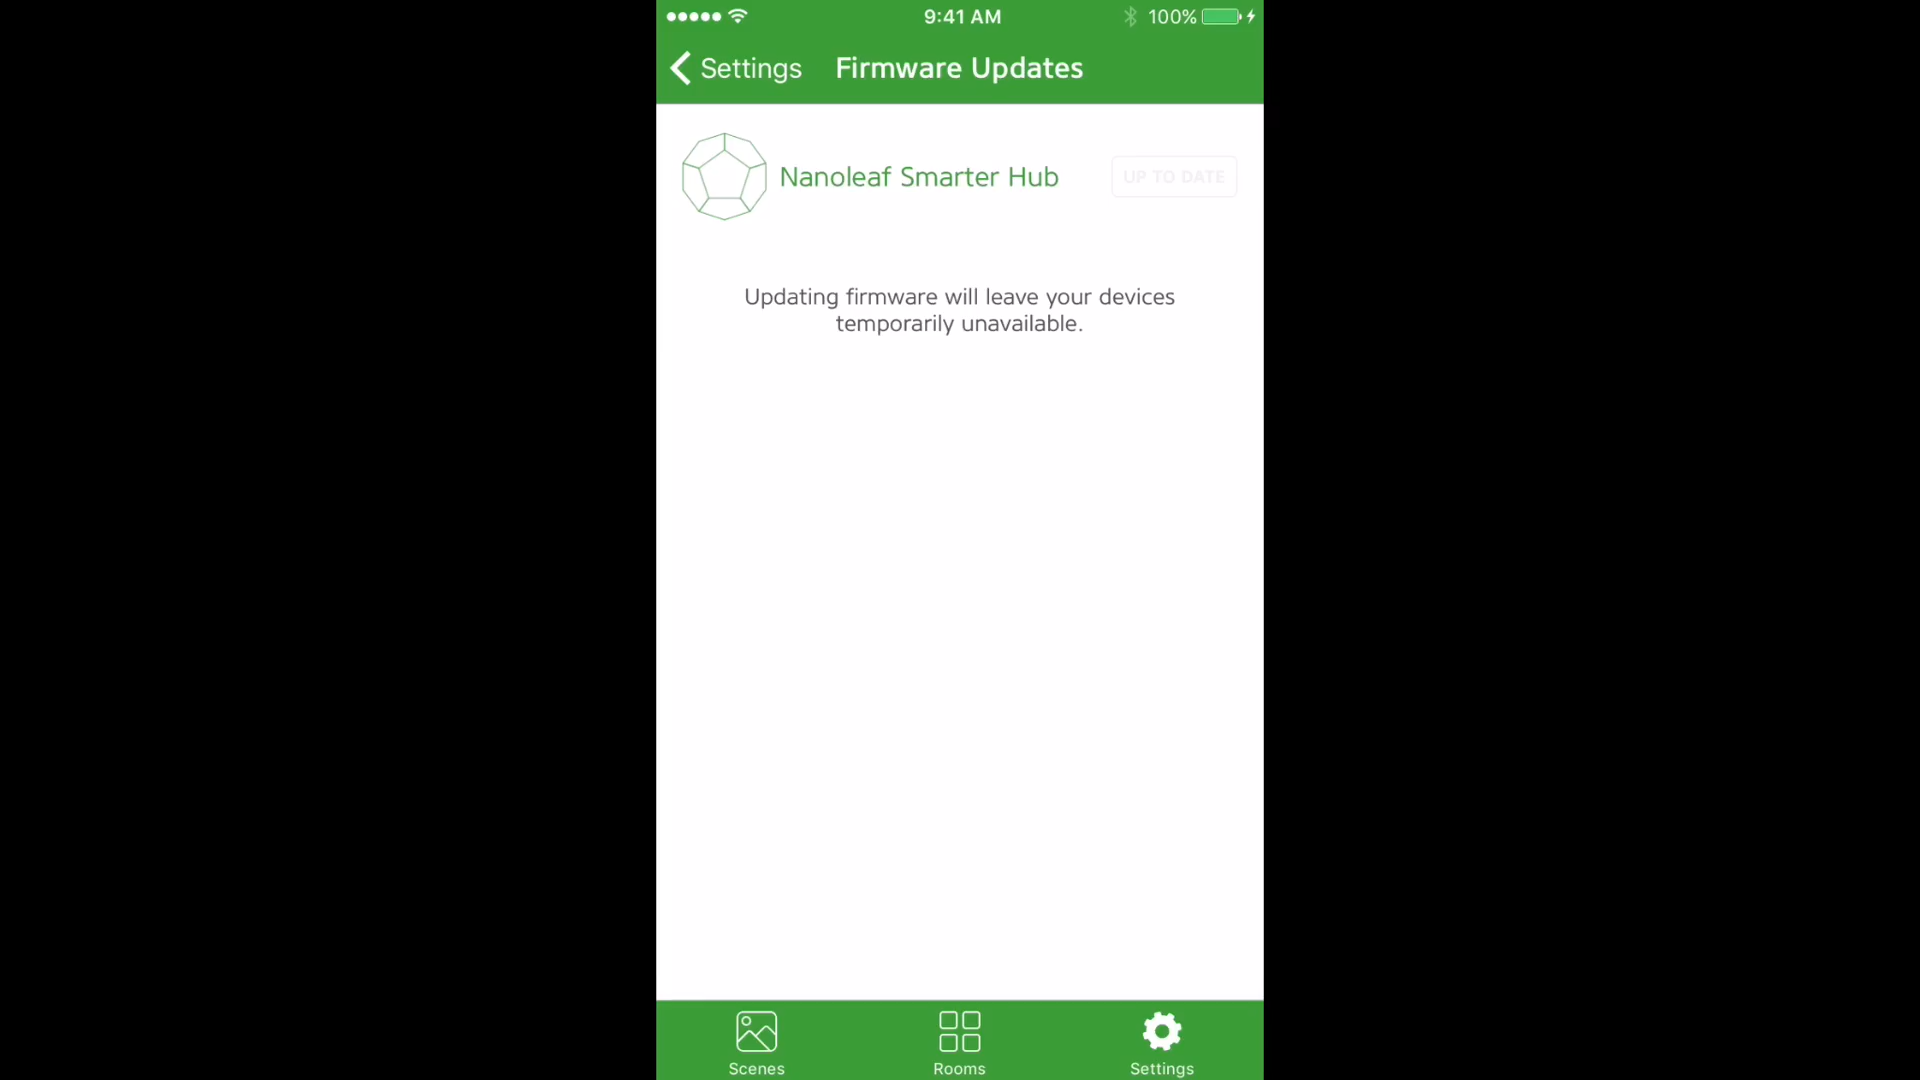 9:41 AM
100%
Settings
Firmware Updates
Nanoleaf Smarter Hub
UP TO DATE
Updating firmware will leave your devices
temporarily unavailable.
Scenes
Rooms
Settings